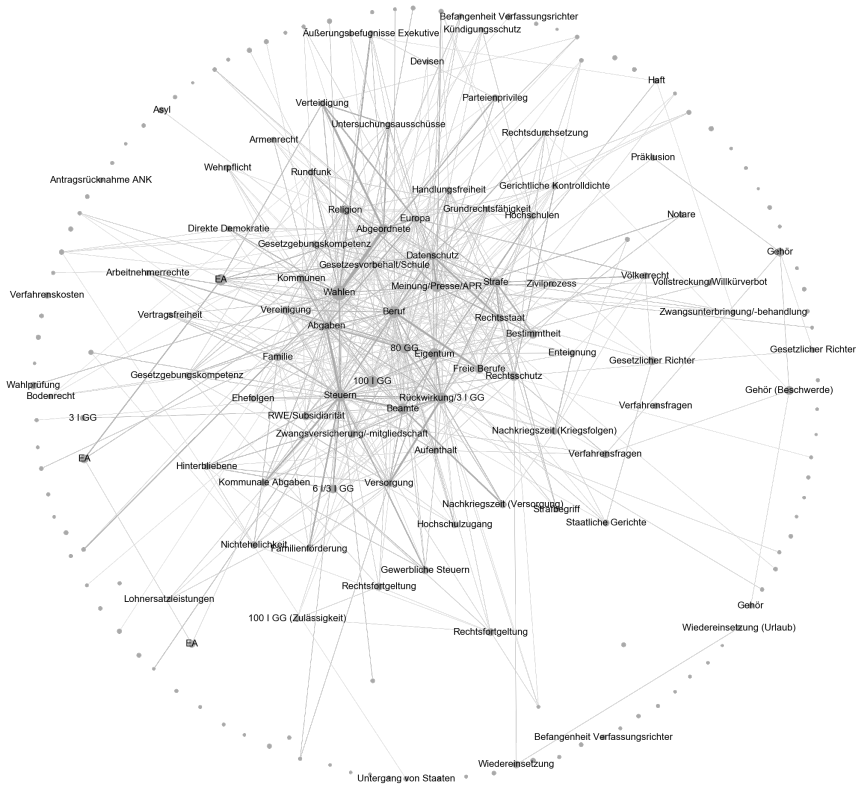 Befangenheit Verfassungsrichter
Kündigungsschutz
Äußerungsbefugnisse Exekutive
Devisen
Haft
Parteienprivileg
Verteidigung
Asyl
Untersuchungsausschüsse
Rechtsdurchsetzung
Armenrecht
Präklusion
Wehrpflicht
Rundfunk
Antragsrücknahme ANK
Gerichtliche Kontrolldichte
Handlungsfreiheit
Religion
Grundrechtsfähigkeit
Hochschulen
Notare
Europa
Direkte Demokratie
Abgeordnete
Gesetzgebungskompetenz
Gehör
Datenschutz
Gesetzesvorbehalt/Schule
Arbeitnehmerrechte
EA
Kommunen
Völkerrecht
Strafe
Zivilprozess
Vollstreckung/Willkürverbot
Meinung/Presse/APR
Wahlen
Verfahrenskosten
Vereinigung
Beruf
Zwangsunterbringung/-behandlung
Vertragsfreiheit
Rechtsstaat
Abgaben
Bestimmtheit
80 GG
Gesetzlicher Richter
Eigentum
Enteignung
Familie
Gesetzlicher Richter
Freie Berufe
Gesetzgebungskompetenz
Rechtsschutz
100 I GG
Wahlprüfung
Gehör (Beschwerde)
Bodenrecht
Steuern
Ehefolgen
Rückwirkung/3 I GG
Verfahrensfragen
Beamte
3 I GG
RWE/Subsidiarität
Nachkriegszeit (Kriegsfolgen)
Zwangsversicherung/-mitgliedschaft
Aufenthalt
Verfahrensfragen
EA
Hinterbliebene
Kommunale Abgaben
Versorgung
6 I/3 I GG
Nachkriegszeit (Versorgung)
Strafbegriff
Staatliche Gerichte
Hochschulzugang
Nichtehelichkeit
Familienförderung
Gewerbliche Steuern
Rechtsfortgeltung
Lohnersatzleistungen
Gehör
100 I GG (Zulässigkeit)
Wiedereinsetzung (Urlaub)
Rechtsfortgeltung
EA
Befangenheit Verfassungsrichter
Wiedereinsetzung
Untergang von Staaten